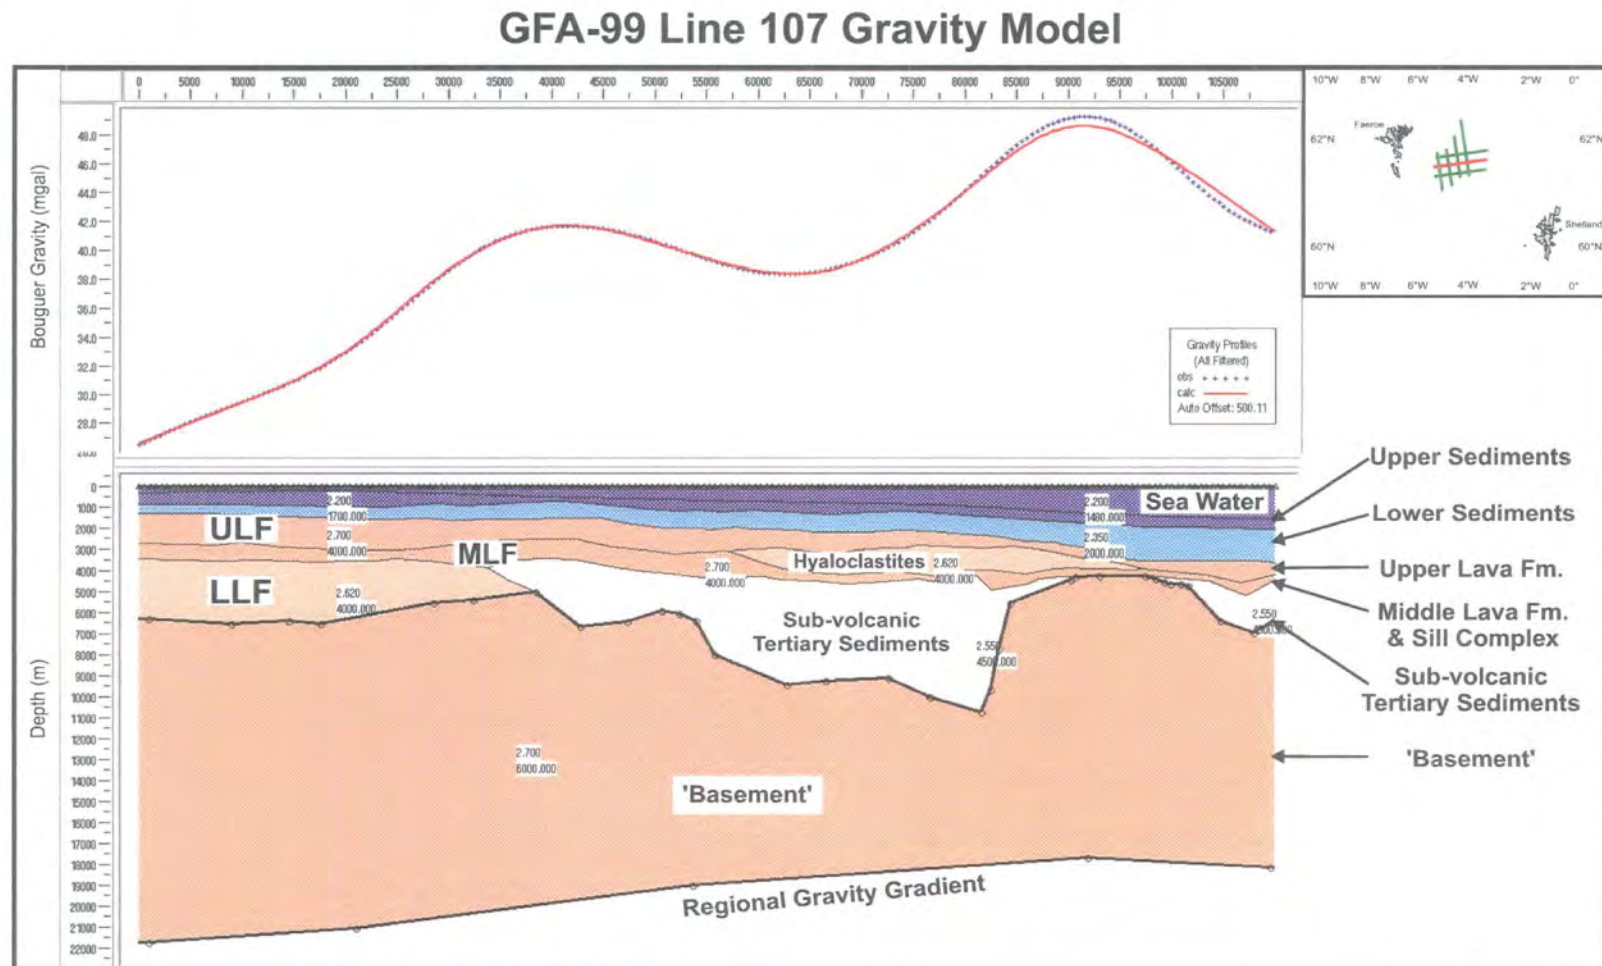 GFA-99 Line 107 Gravity Model
0 5000 10000 15000 20000 25000 30000 35000 40000 45000 50000 55000 60000 65000 70000 75000 80000 85000 90000 95000 100000 105000
Bouguer Gravity (mgal)
48.0
46.0
44.0
42.0
40.0
38.0
36.0
34.0
32.0
30.0
28.0
Gravity Profiles
(All Filtered)
obs
calc
Auto Offset: 500.11
10°W 8°W 6°W 4°W 2°W 0°
Faeroe
62°N 62°N
Shetland
60°N 60°N
10°W 8°W 6°W 4°W 2°W 0°
Depth (m)
0
1000
2000
3000
4000
5000
6000
7000
8000
9000
10000
11000
12000
13000
14000
15000
16000
17000
18000
19000
20000
21000
22000
2.200
1700.000
2.700
4000.000
2.620
4000.000
2.700
4000.000
2.620
4000.000
2.200
1480.000
2.350
2000.000
2.550
4500.000
2.550
2.700
6000.000
ULF
MLF
LLF
Sea Water
Hyaloclastites
Sub-volcanic
Tertiary Sediments
'Basement'
Regional Gravity Gradient
Upper Sediments
Lower Sediments
Upper Lava Fm.
Middle Lava Fm.
& Sill Complex
Sub-volcanic
Tertiary Sediments
'Basement'